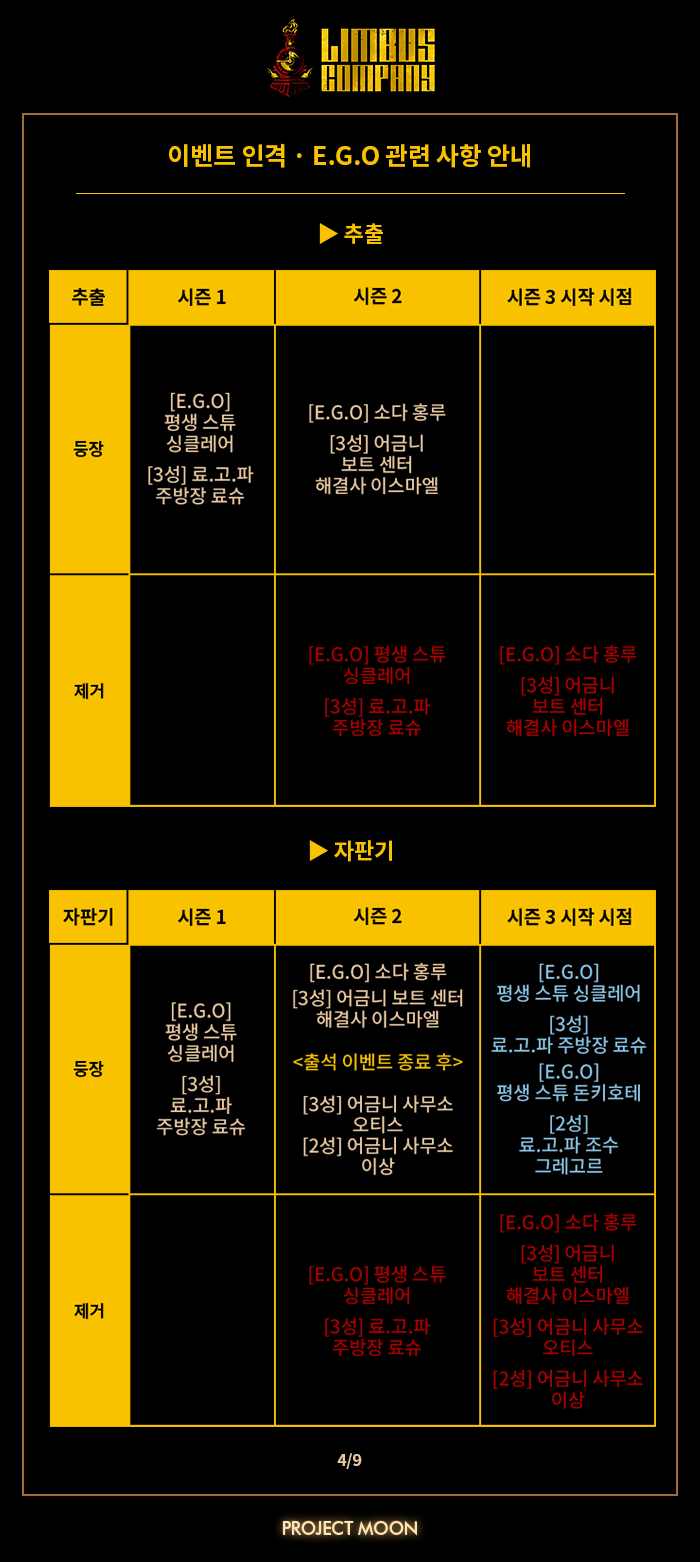 LIMBUS
COMPANY
이벤트 인격 · E.G.O 관련 사항 안내
▶ 추출
추출
시즌 1
시즌 2
시즌 3 시작 시점
등장
[E.G.O]
평생 스튜
싱클레어
[3성] 료.고.파
주방장 료슈
[E.G.O] 소다 홍루
[3성] 어금니
보트 센터
해결사 이스마엘
제거
[E.G.O] 평생 스튜
싱클레어
[3성] 료.고.파
주방장 료슈
[E.G.O] 소다 홍루
[3성] 어금니
보트 센터
해결사 이스마엘
▶ 자판기
자판기
시즌 1
시즌 2
시즌 3 시작 시점
등장
[E.G.O]
평생 스튜
싱클레어
[3성]
료.고.파
주방장 료슈
[E.G.O] 소다 홍루
[3성] 어금니 보트 센터
해결사 이스마엘
<출석 이벤트 종료 후>
[3성] 어금니 사무소
오티스
[2성] 어금니 사무소
이상
[E.G.O]
평생 스튜 싱클레어
[3성]
료.고.파 주방장 료슈
[E.G.O]
평생 스튜 돈키호테
[2성]
료.고.파 조수
그레고르
제거
[E.G.O] 평생 스튜
싱클레어
[3성] 료.고.파
주방장 료슈
[E.G.O] 소다 홍루
[3성] 어금니
보트 센터
해결사 이스마엘
[3성] 어금니 사무소
오티스
[2성] 어금니 사무소
이상
4/9
PROJECT MOON